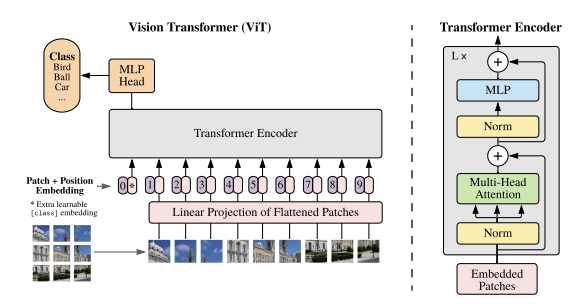 Vision Transformer (ViT)
Class
Bird
Ball
Car
...
MLP
Head
Transformer Encoder
Patch + Position
Embedding
0 * 1 2 3 4 5 6 7 8 9
* Extra learnable
[class] embedding
Linear Projection of Flattened Patches
Transformer Encoder
L x
+
MLP
Norm
+
Multi-Head
Attention
Norm
Embedded
Patches